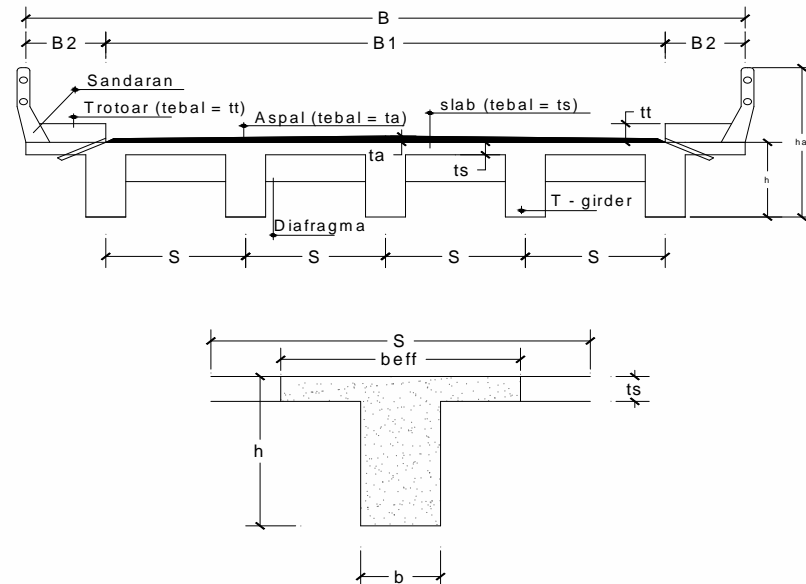 B
B2 B1 B2
Sandaran
Trotoar (tebal = tt)
Aspal (tebal = ta)
slab (tebal = ts)
tt
ha
ta
ts
h
T - girder
Diafragma
S S S S
S
beff
ts
h
b